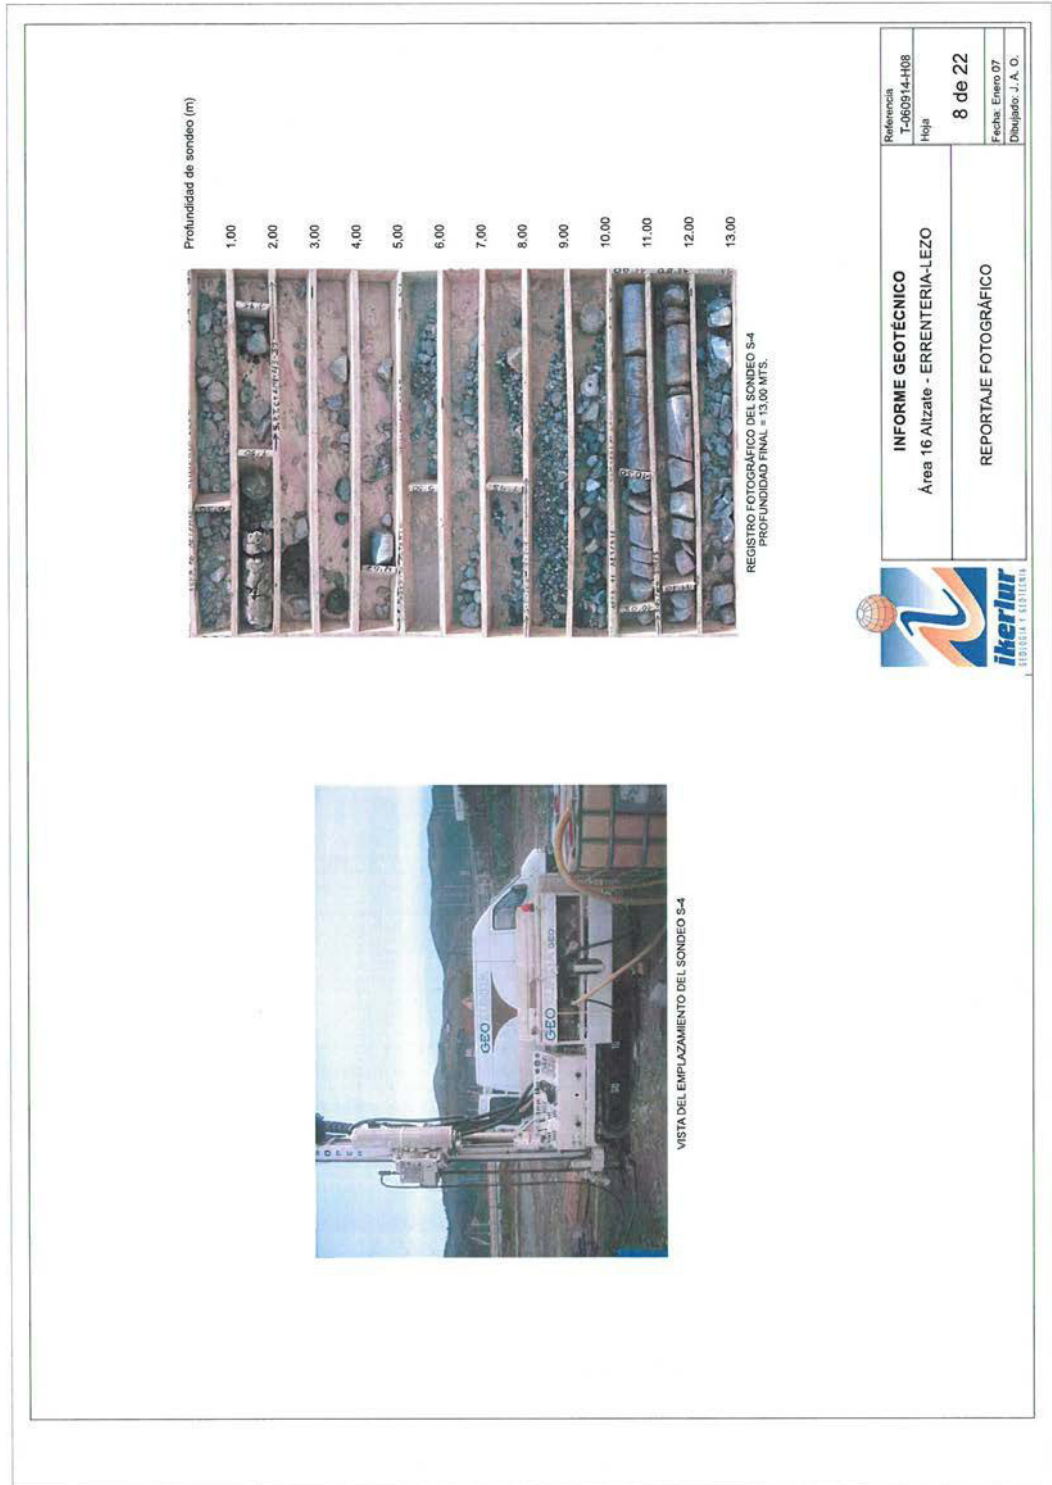 Profundidad de sondeo (m)
1,00
2,00
3,00
4,00
5,00
6,00
7,00
8,00
9,00
10,00
11,00
12,00
13,00
REGISTRO FOTOGRÁFICO DEL SONDEO S-4
PROFUNDIDAD FINAL = 13,00 MTS.
GEO
GEO
GEO
VISTA DEL EMPLAZAMIENTO DEL SONDEO S-4
ikerlur
GEOLOGIA Y GEOTECNIA
INFORME GEOTÉCNICO
Área 16 Altzate - ERRENTERIA-LEZO
REPORTAJE FOTOGRÁFICO
Referencia
T-060914-H08
Hoja
8 de 22
Fecha: Enero 07
Dibujado: J. A. O.